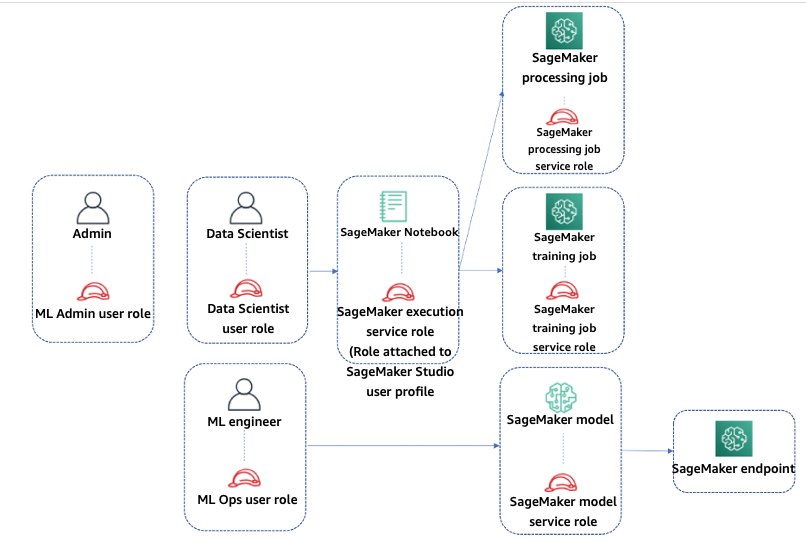 SageMaker
processing job
SageMaker
processing job
service role
Admin
ML Admin user role
Data Scientist
Data Scientist
user role
SageMaker Notebook
SageMaker execution
service role
(Role attached to
SageMaker Studio
user profile
SageMaker
training job
SageMaker
training job
service role
ML engineer
ML Ops user role
SageMaker model
SageMaker model
service role
SageMaker endpoint